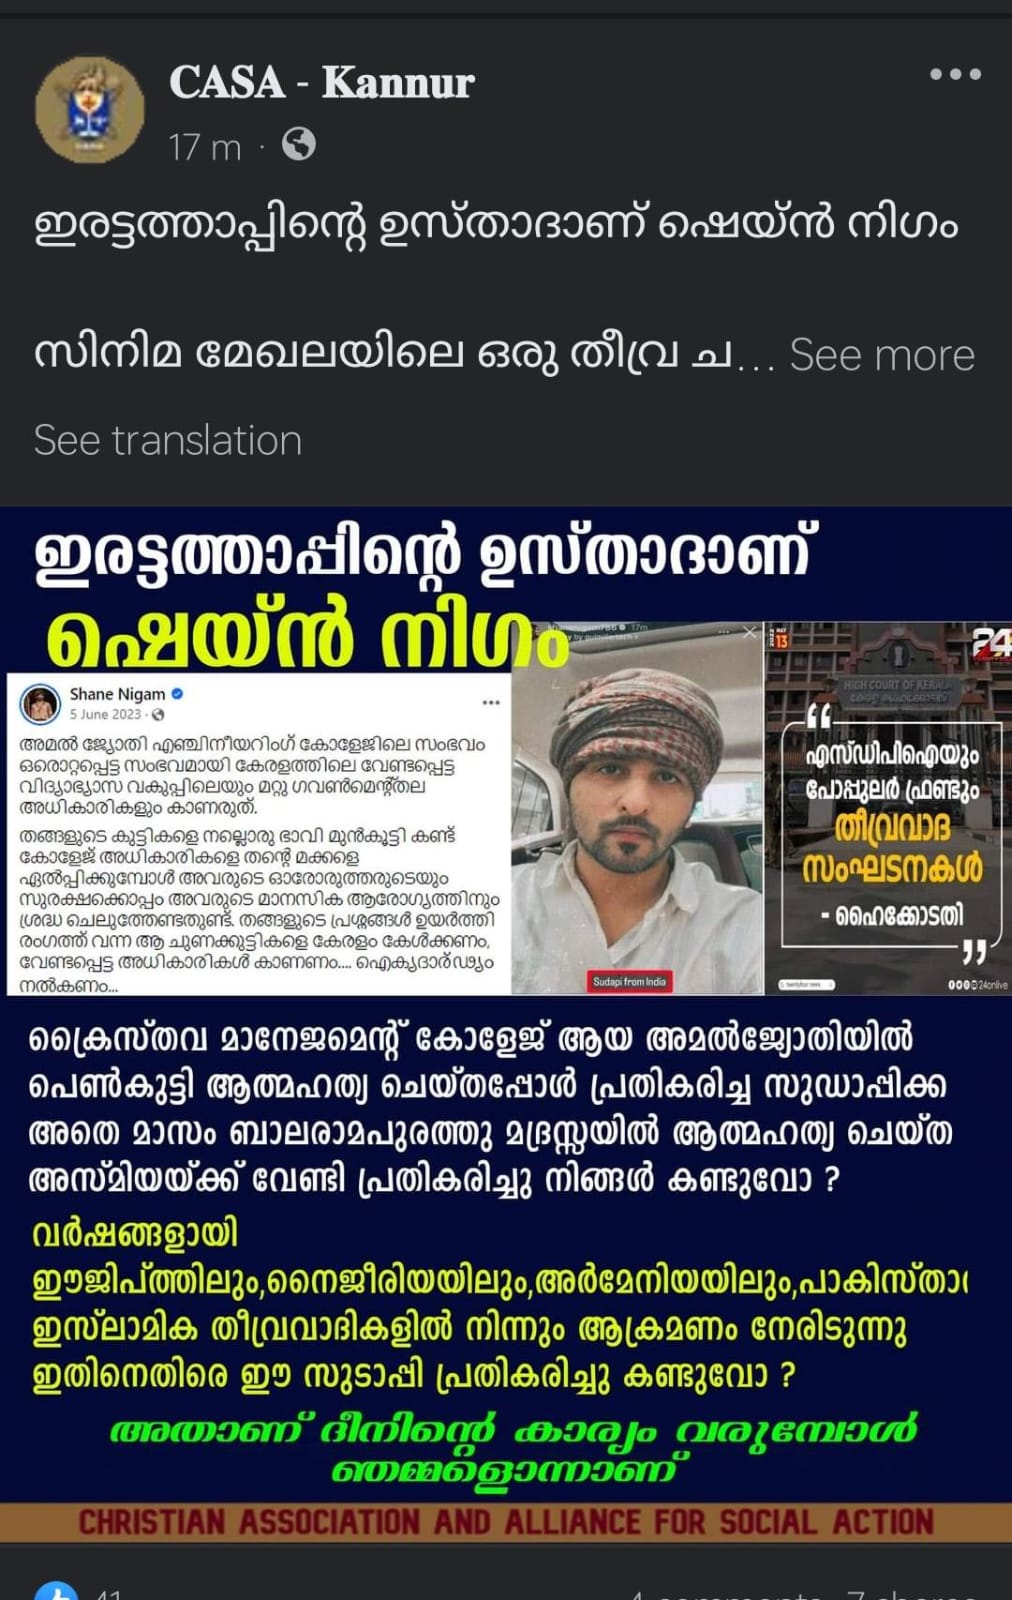 CASA - Kannur
17 m ·
ഇരട്ടത്താപ്പിന്റെ ഉസ്താദാണ് ഷെയ്ൻ നിഗം
സിനിമ മേഖലയിലെ ഒരു തീവ്ര ച... See more
See translation
ഇരട്ടത്താപ്പിന്റെ ഉസ്താദാണ്
ഷെയ്ൻ നിഗം
Shane Nigam
5 June 2023 ·
അമൽ ജ്യോതി എഞ്ചിനീയറിംഗ് കോളേജിലെ സംഭവം
ഒരൊറ്റപ്പെട്ട സംഭവമായി കേരളത്തിലെ വേണ്ടപ്പെട്ട
വിദ്യാഭ്യാസ വകുപ്പിലെയും മറ്റു ഗവൺമെന്റ്തല
അധികാരികളും കാണരുത്.
തങ്ങളുടെ കുട്ടികളെ നല്ലൊരു ഭാവി മുൻകൂട്ടി കണ്ട്
കോളേജ് അധികാരികളെ തന്റെ മക്കളെ
ഏൽപ്പിക്കുമ്പോൾ അവരുടെ ഓരോരുത്തരുടെയും
സുരക്ഷക്കൊപ്പം അവരുടെ മാനസിക ആരോഗ്യത്തിനും
ശ്രദ്ധ ചെലുത്തേണ്ടതുണ്ട്. തങ്ങളുടെ പ്രശ്നങ്ങൾ ഉയർത്തി
രംഗത്ത് വന്ന ആ ചുണക്കുട്ടികളെ കേരളം കേൾക്കണം,
വേണ്ടപ്പെട്ട അധികാരികൾ കാണണം.... ഐക്യദാർഢ്യം
നൽകണം...
17m
Sudapi from India
13
24
HIGH COURT OF KERALA
“
എസ്ഡിപിഐയും
പോപ്പുലർ ഫ്രണ്ടും
തീവ്രവാദ
സംഘടനകൾ
- ഹൈക്കോടതി
”
24onlive
ക്രൈസ്തവ മാനേജമെന്റ് കോളേജ് ആയ അമൽജ്യോതിയിൽ
പെൺകുട്ടി ആത്മഹത്യ ചെയ്തപ്പോൾ പ്രതികരിച്ച സുഡാപ്പിക്ക
അതെ മാസം ബാലരാമപുരത്തു മദ്രസ്സയിൽ ആത്മഹത്യ ചെയ്ത
അസ്മിയയ്ക്ക് വേണ്ടി പ്രതികരിച്ചു നിങ്ങൾ കണ്ടുവോ ?
വർഷങ്ങളായി
ഈജിപ്ത്തിലും,നൈജീരിയയിലും,അർമേനിയയിലും,പാകിസ്താ
ഇസ്ലാമിക തീവ്രവാദികളിൽ നിന്നും ആക്രമണം നേരിടുന്നു
ഇതിനെതിരെ ഈ സുടാപ്പി പ്രതികരിച്ചു കണ്ടുവോ ?
അതാണ് ദീനിന്റെ കാര്യം വരുമ്പോൾ
ഞമ്മളൊന്നാണ്
CHRISTIAN ASSOCIATION AND ALLIANCE FOR SOCIAL ACTION
41
4 comments 7 shares